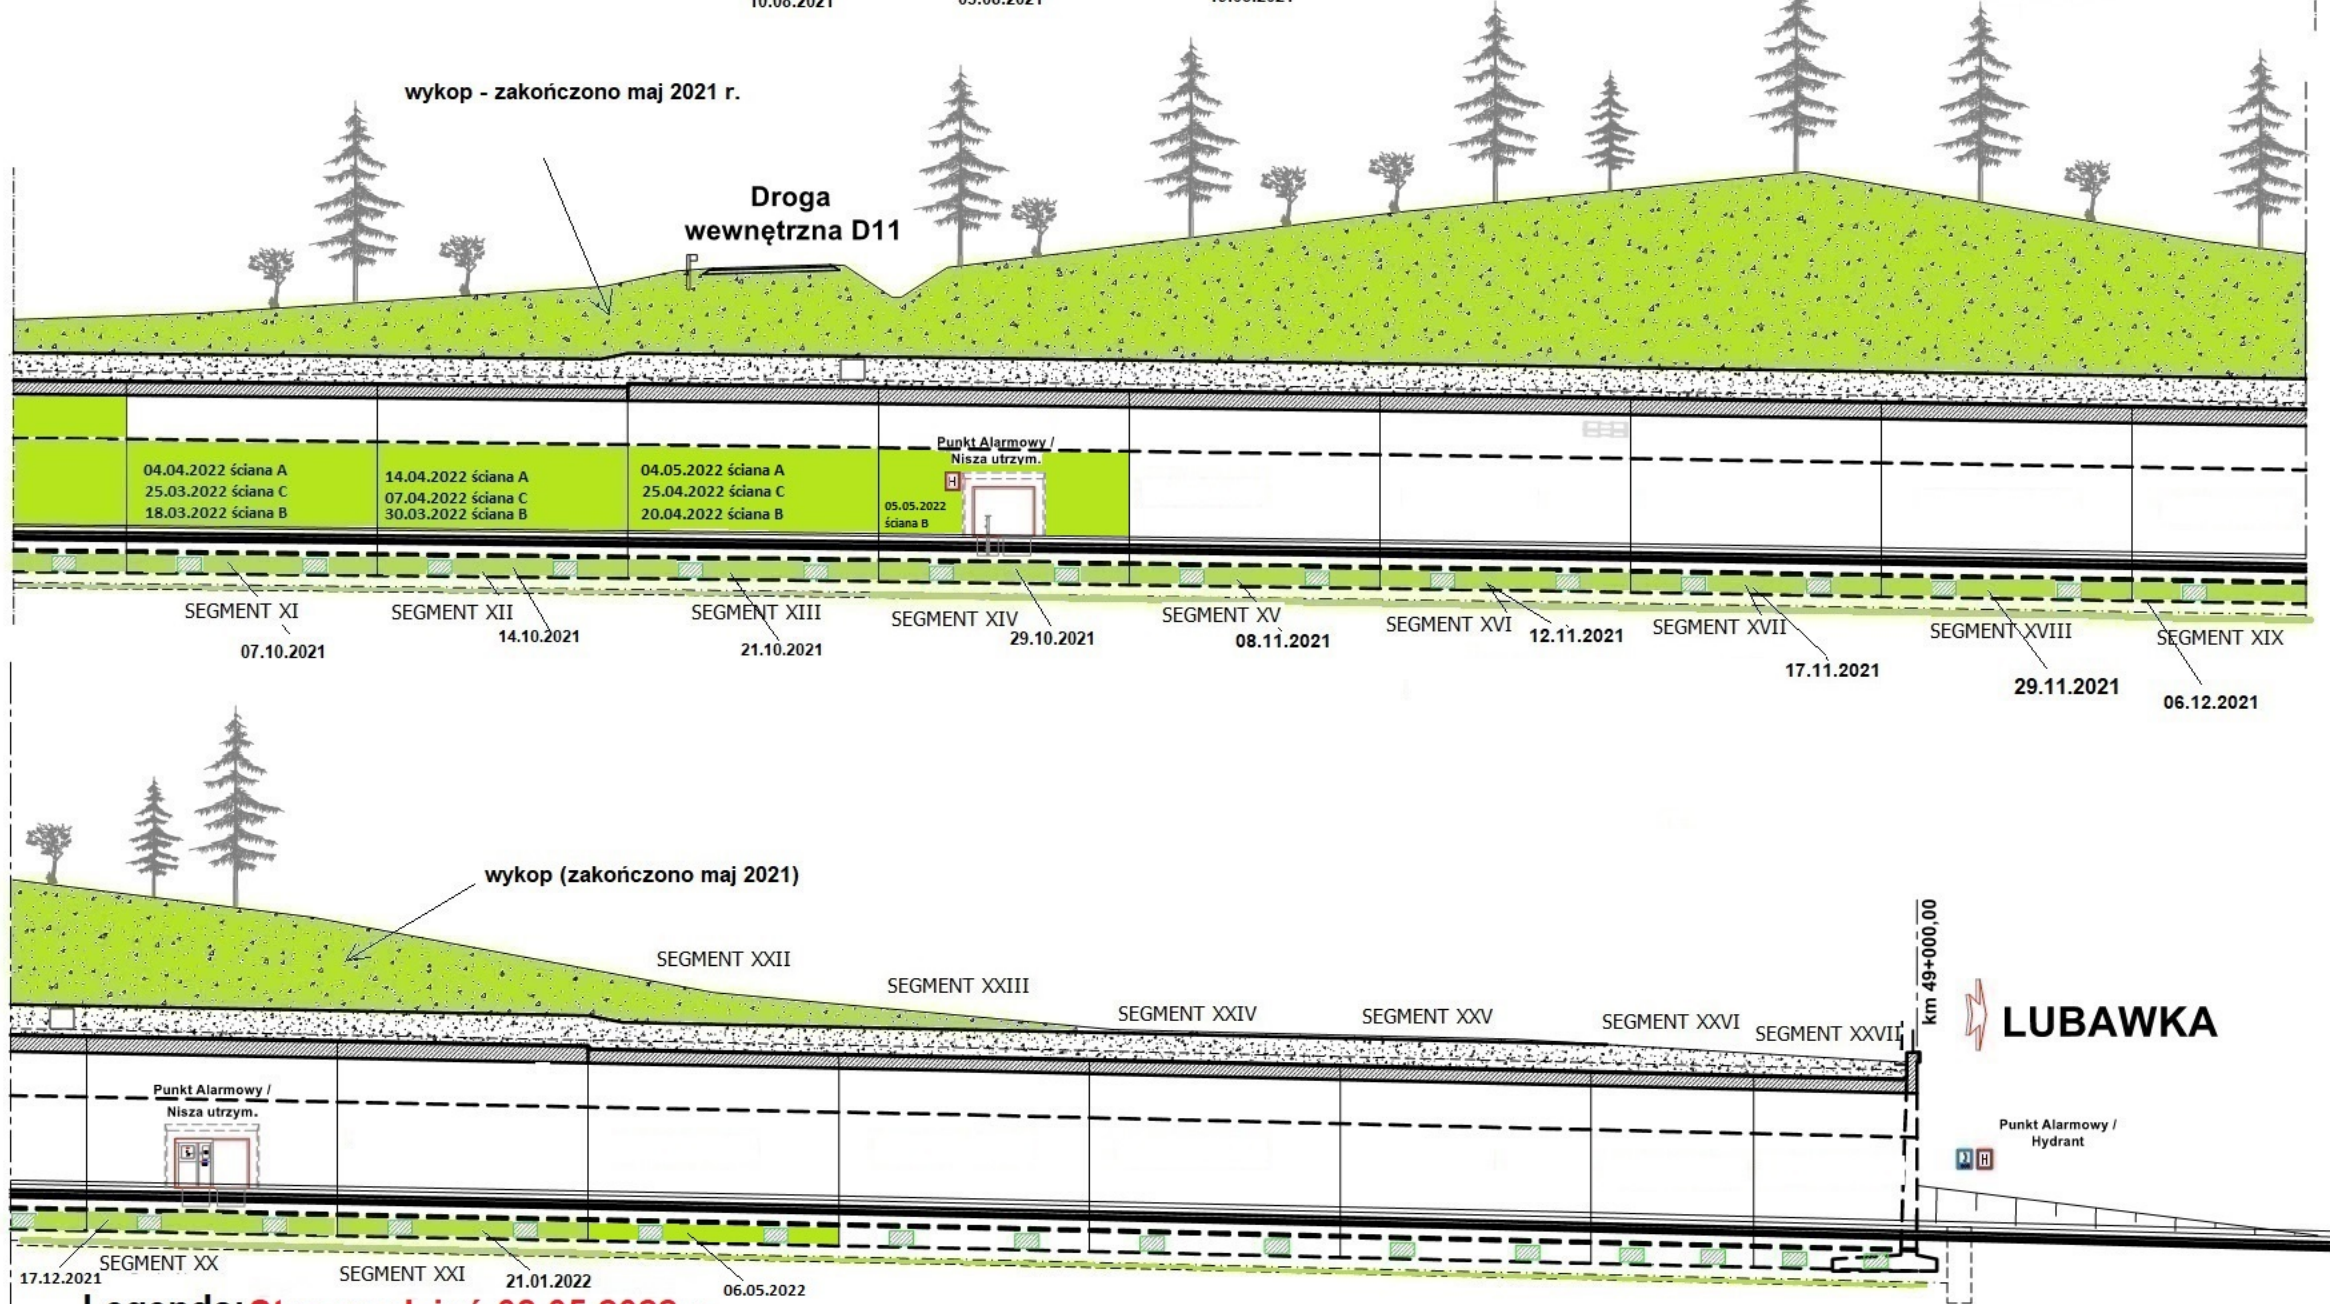 wykop - zakończono maj 2021 r.
Droga
wewnętrzna D11
Punkt Alarmowy /
Nisza utrzym.
H
04.04.2022 ściana A
25.03.2022 ściana C
18.03.2022 ściana B
14.04.2022 ściana A
07.04.2022 ściana C
30.03.2022 ściana B
04.05.2022 ściana A
25.04.2022 ściana C
20.04.2022 ściana B
05.05.2022
ściana B
SEGMENT XI
SEGMENT XII
SEGMENT XIII
SEGMENT XIV
SEGMENT XV
SEGMENT XVI
SEGMENT XVII
SEGMENT XVIII
SEGMENT XIX
07.10.2021
14.10.2021
21.10.2021
29.10.2021
08.11.2021
12.11.2021
17.11.2021
29.11.2021
06.12.2021
wykop (zakończono maj 2021)
SEGMENT XXII
SEGMENT XXIII
SEGMENT XXIV
SEGMENT XXV
SEGMENT XXVI
SEGMENT XXVII
km 49+000,00
LUBAWKA
Punkt Alarmowy /
Nisza utrzym.
Punkt Alarmowy /
Hydrant
H
17.12.2021
SEGMENT XX
SEGMENT XXI
21.01.2022
06.05.2022